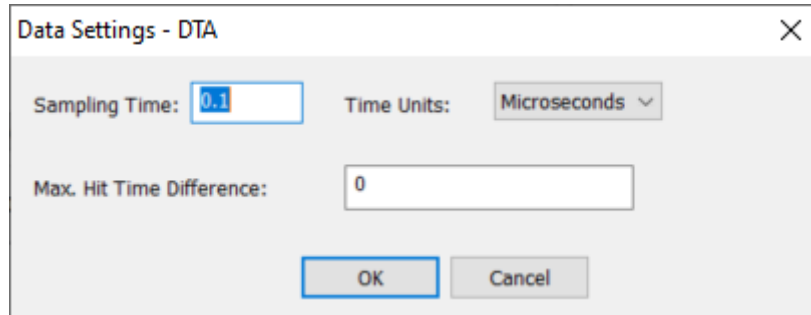 Data Settings - DTA
Sampling Time: 0.1 Time Units: Microseconds
Max. Hit Time Difference: 0
OK Cancel